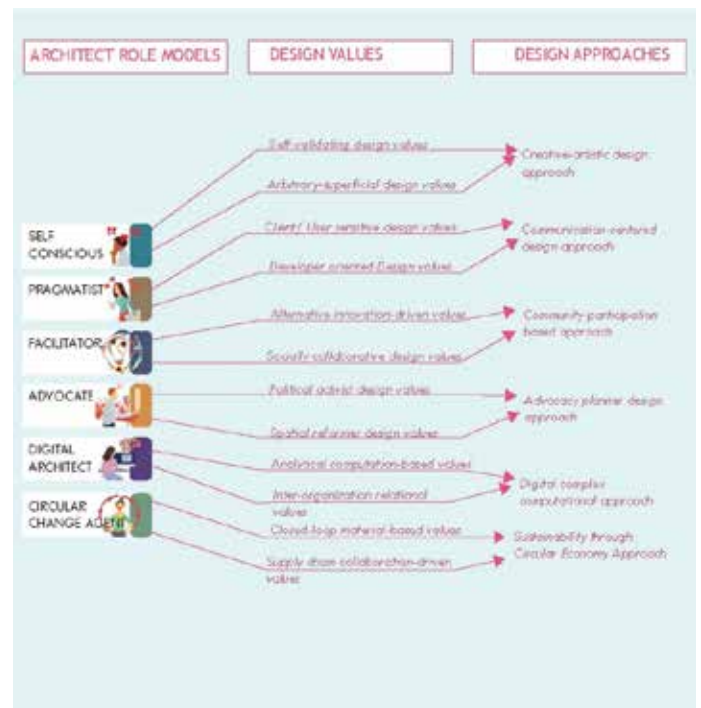 ARCHITECT ROLE MODELS
DESIGN VALUES
DESIGN APPROACHES
Self-validating design values
Creative-artistic design
approach
Arbitrary-superficial design values
SELF
CONSCIOUS
Client/ User sensitive design values
Communication-centured
design approach
Developer oriented Design values
PRAGMATIST
Alternative innovation-driven values
Community participation
based approach
FACILITATOR
Socially collaborative design values
ADVOCATE
Political activist design values
Advocacy planner design
approach
Spatial reformer design values
DIGITAL
ARCHITECT
Analytical computation-based values
Digital complex
computational approach
Inter-organization relational
values
CIRCULAR
CHANGE AGENT
Closed-loop material-based values
Sustainability through
Circular Economy Approach
Supply chain collaboration-driven
values